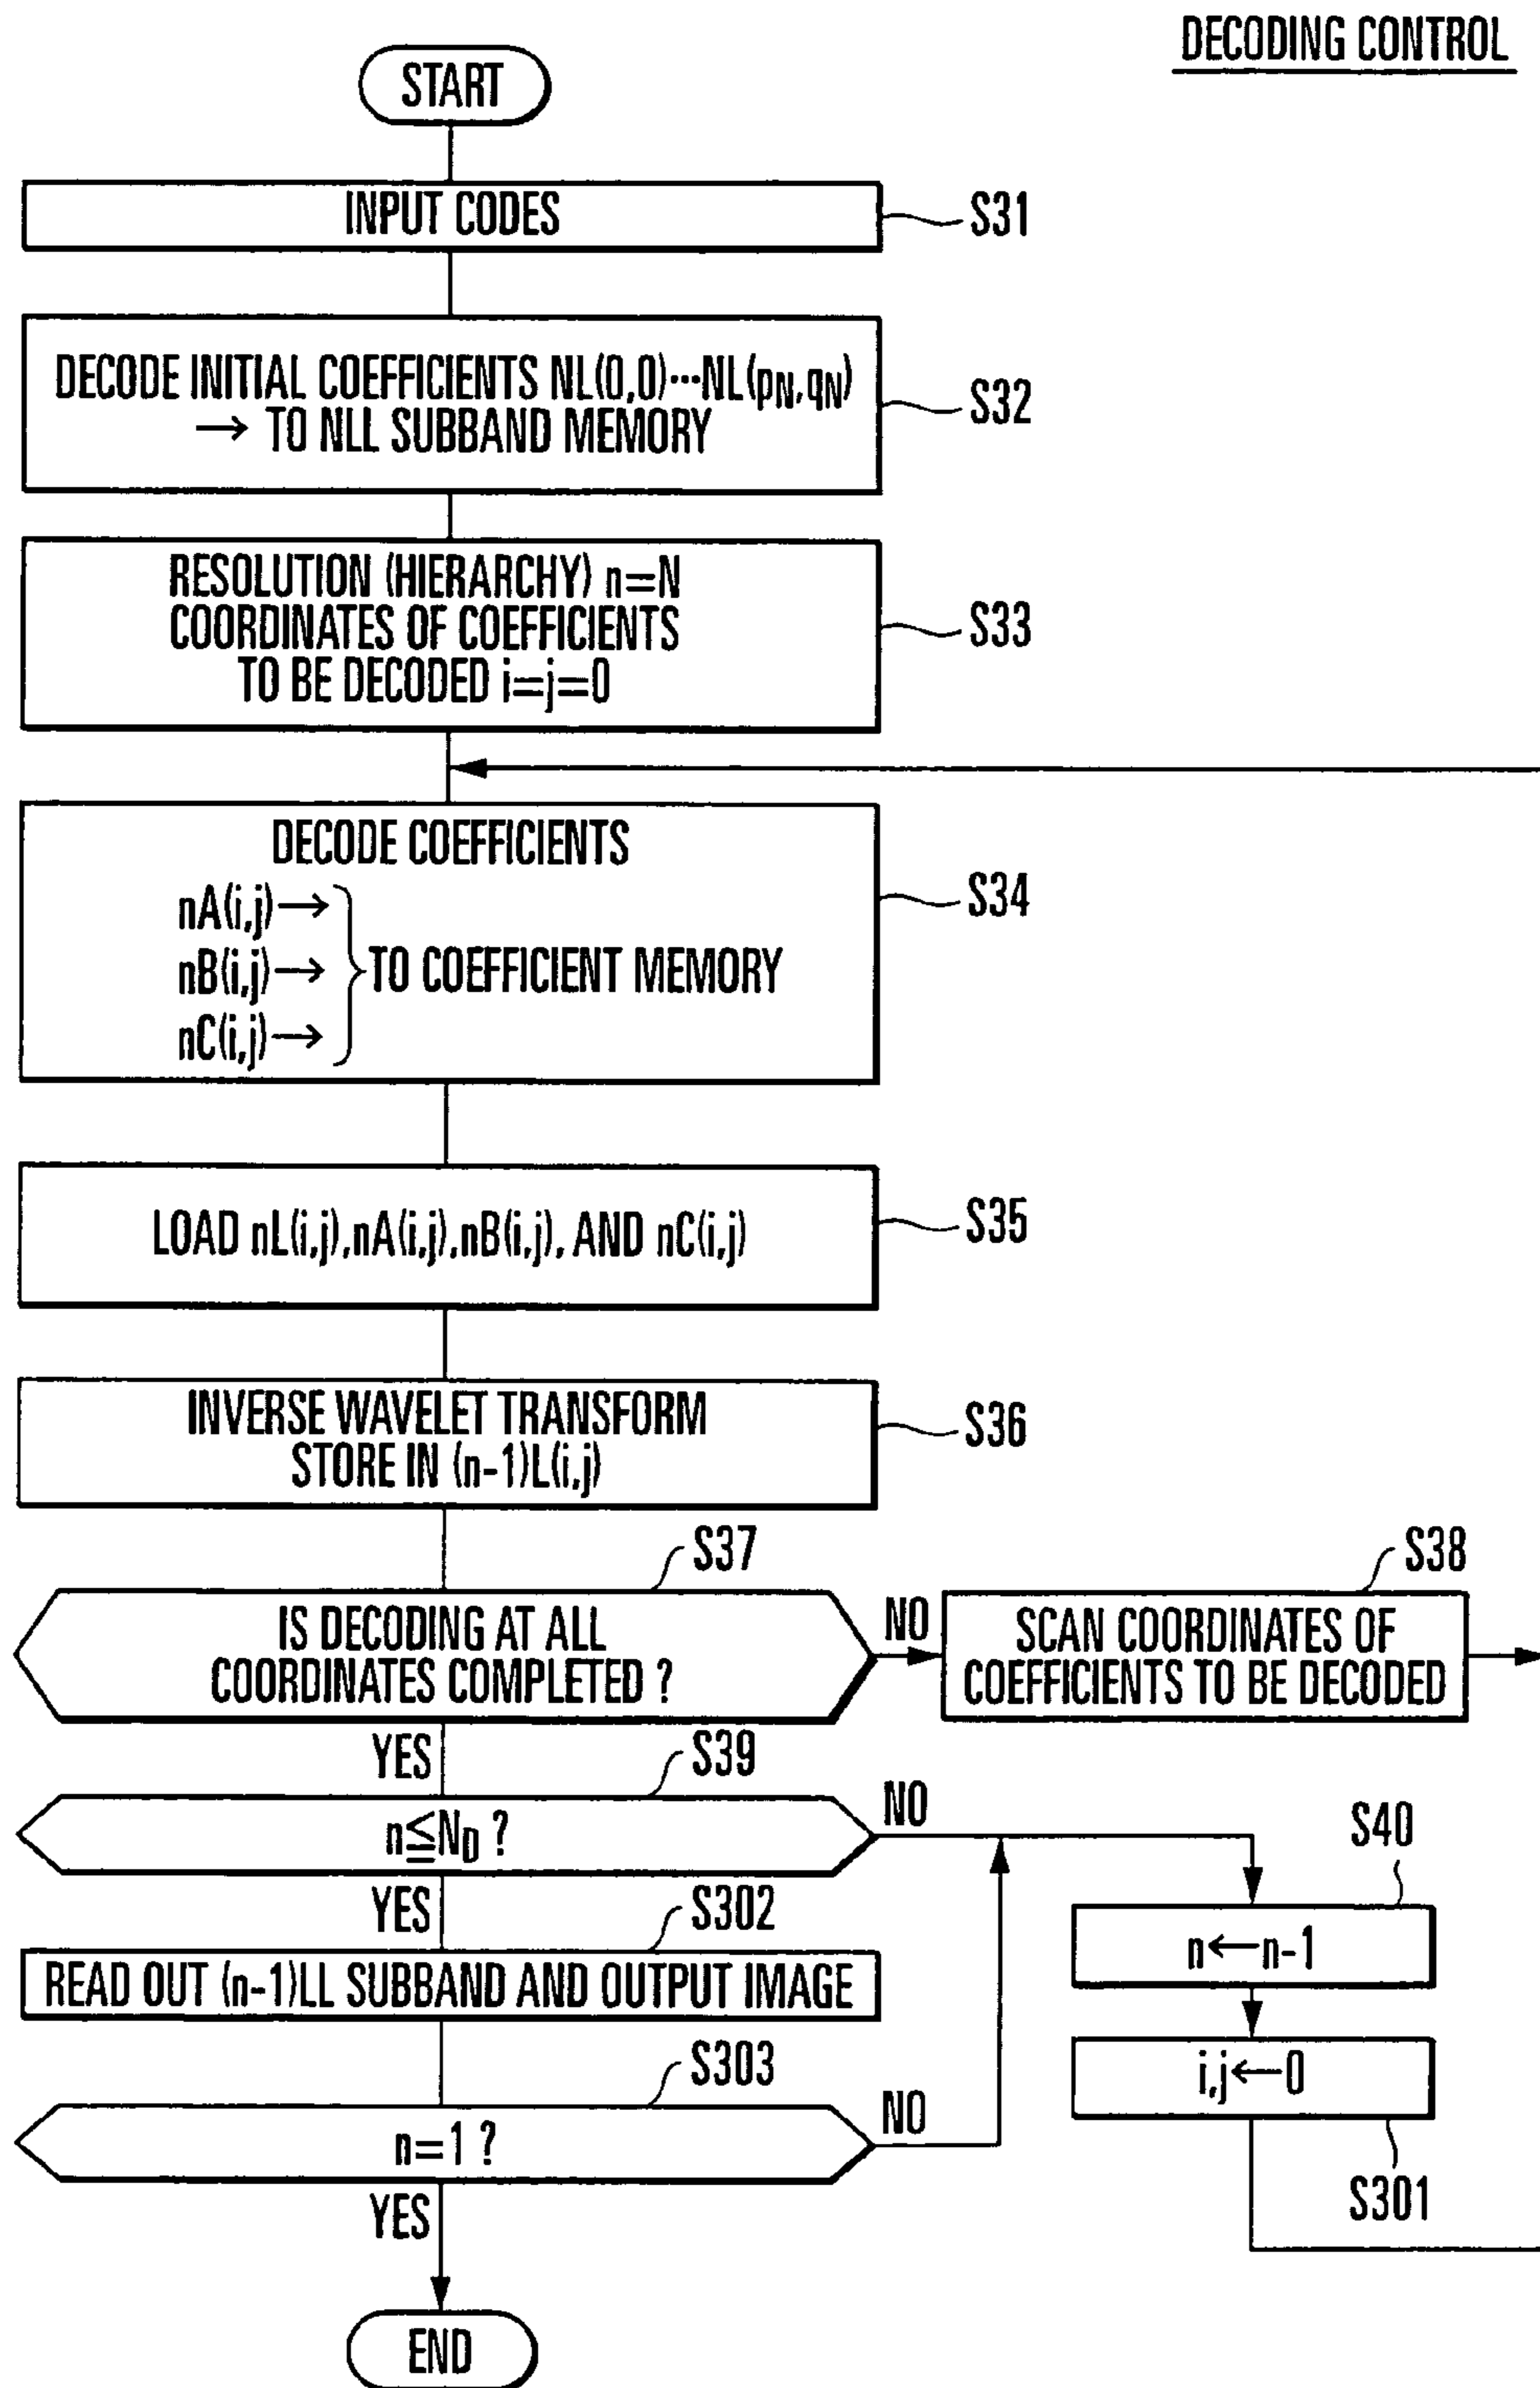 DECODING CONTROL
START
INPUT CODES
S31
DECODE INITIAL COEFFICIENTS NL(0,0)···NL(pN,qN)
→ TO NLL SUBBAND MEMORY
S32
RESOLUTION (HIERARCHY) n=N
COORDINATES OF COEFFICIENTS
TO BE DECODED i=j=0
S33
DECODE COEFFICIENTS
nA(i,j)→
nB(i,j)→
nC(i,j)→
TO COEFFICIENT MEMORY
S34
LOAD nL(i,j),nA(i,j),nB(i,j), AND nC(i,j)
S35
INVERSE WAVELET TRANSFORM
STORE IN (n-1)L(i,j)
S36
S37
IS DECODING AT ALL
COORDINATES COMPLETED ?
NO
S38
SCAN COORDINATES OF
COEFFICIENTS TO BE DECODED
YES
S39
n≦ND ?
NO
S40
n←n-1
YES
S302
READ OUT (n-1)LL SUBBAND AND OUTPUT IMAGE
i,j←0
S301
S303
n=1 ?
NO
YES
END